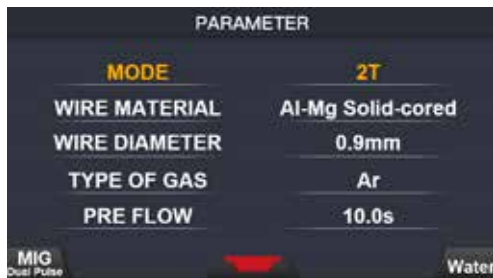 PARAMETER
MODE 2T
WIRE MATERIAL Al-Mg Solid-cored
WIRE DIAMETER 0.9mm
TYPE OF GAS Ar
PRE FLOW 10.0s
MIG Water
Dual Pulse